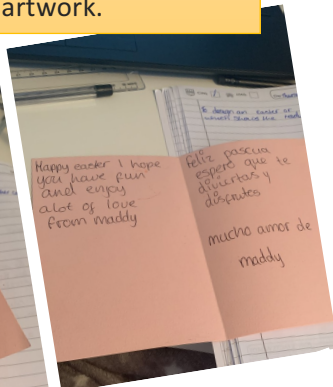 artwork.
Happy easter I hope
you have fun
and enjoy
alot of love
from maddy
feliz pascua
espero que te
diviertas y
disfrutes
mucho amor de
maddy